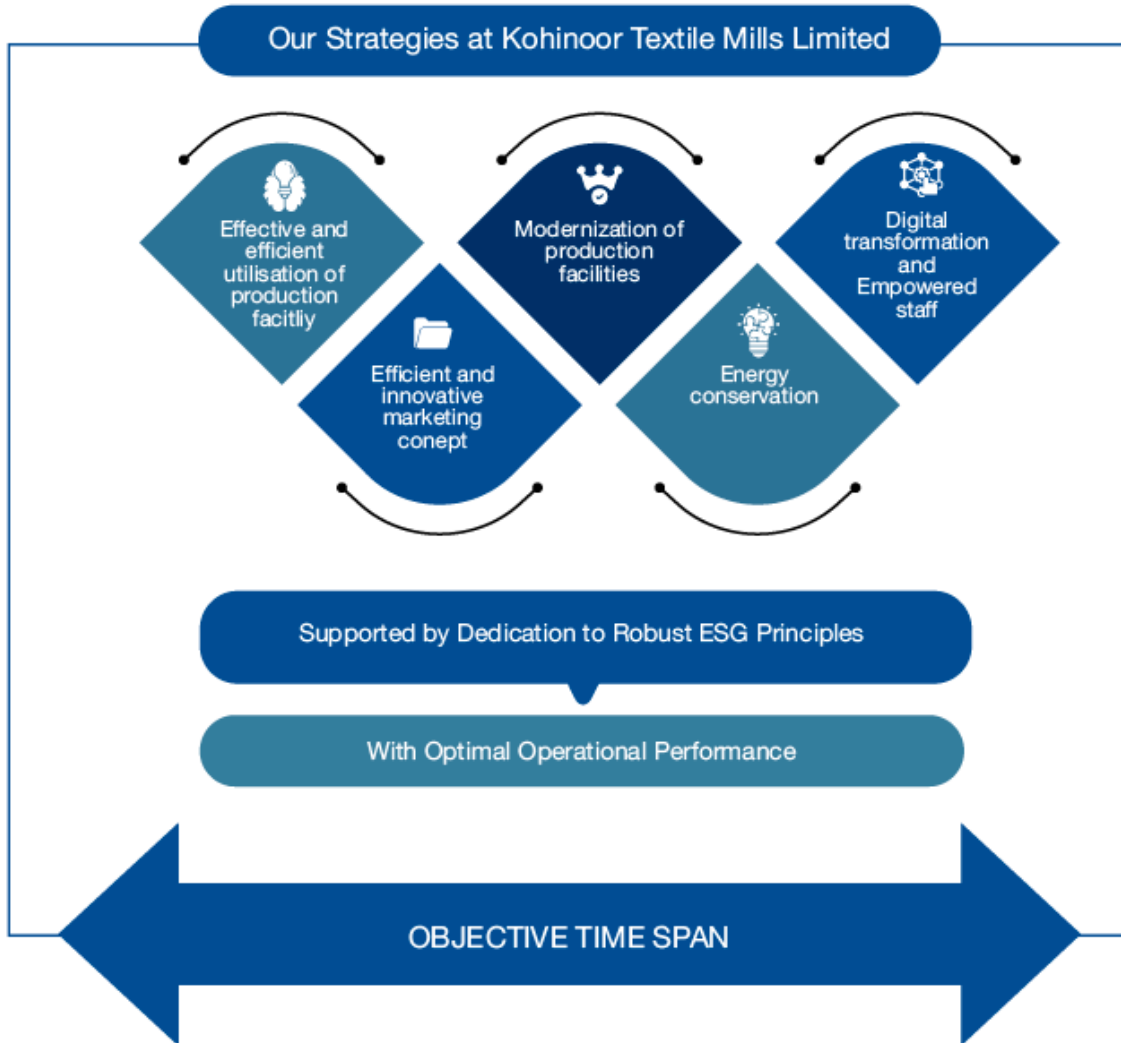 Our Strategies at Kohinoor Textile Mills Limited
Effective and
efficient
utilisation of
production
facitliy
Efficient and
innovative
marketing
conept
Modernization of
production
facilities
Energy
conservation
Digital
transformation
and
Empowered
staff
Supported by Dedication to Robust ESG Principles
With Optimal Operational Performance
OBJECTIVE TIME SPAN